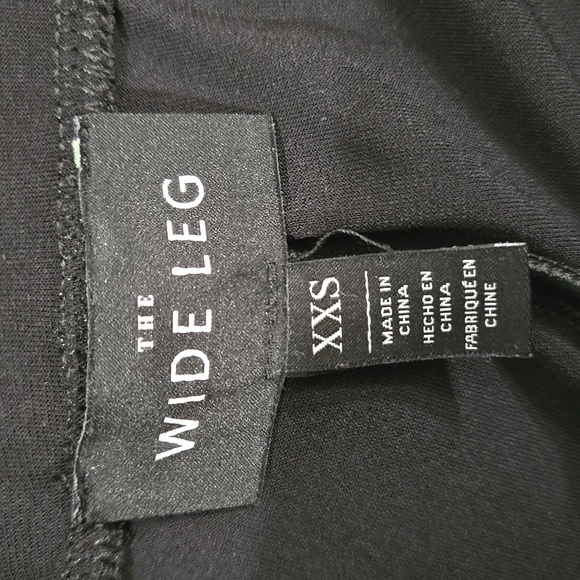 THE
WIDE LEG
XXS
MADE IN
CHINA
HECHO EN
CHINA
FABRIQUÉ EN
CHINE